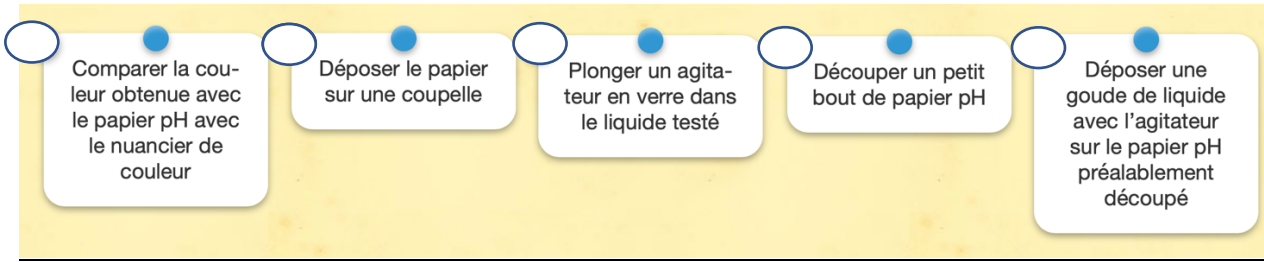 Comparer la cou-
leur obtenue avec
le papier pH avec
le nuancier de
couleur
Déposer le papier
sur une coupelle
Plonger un agita-
teur en verre dans
le liquide testé
Découper un petit
bout de papier pH
Déposer une
goude de liquide
avec l'agitateur
sur le papier pH
préalablement
découpé